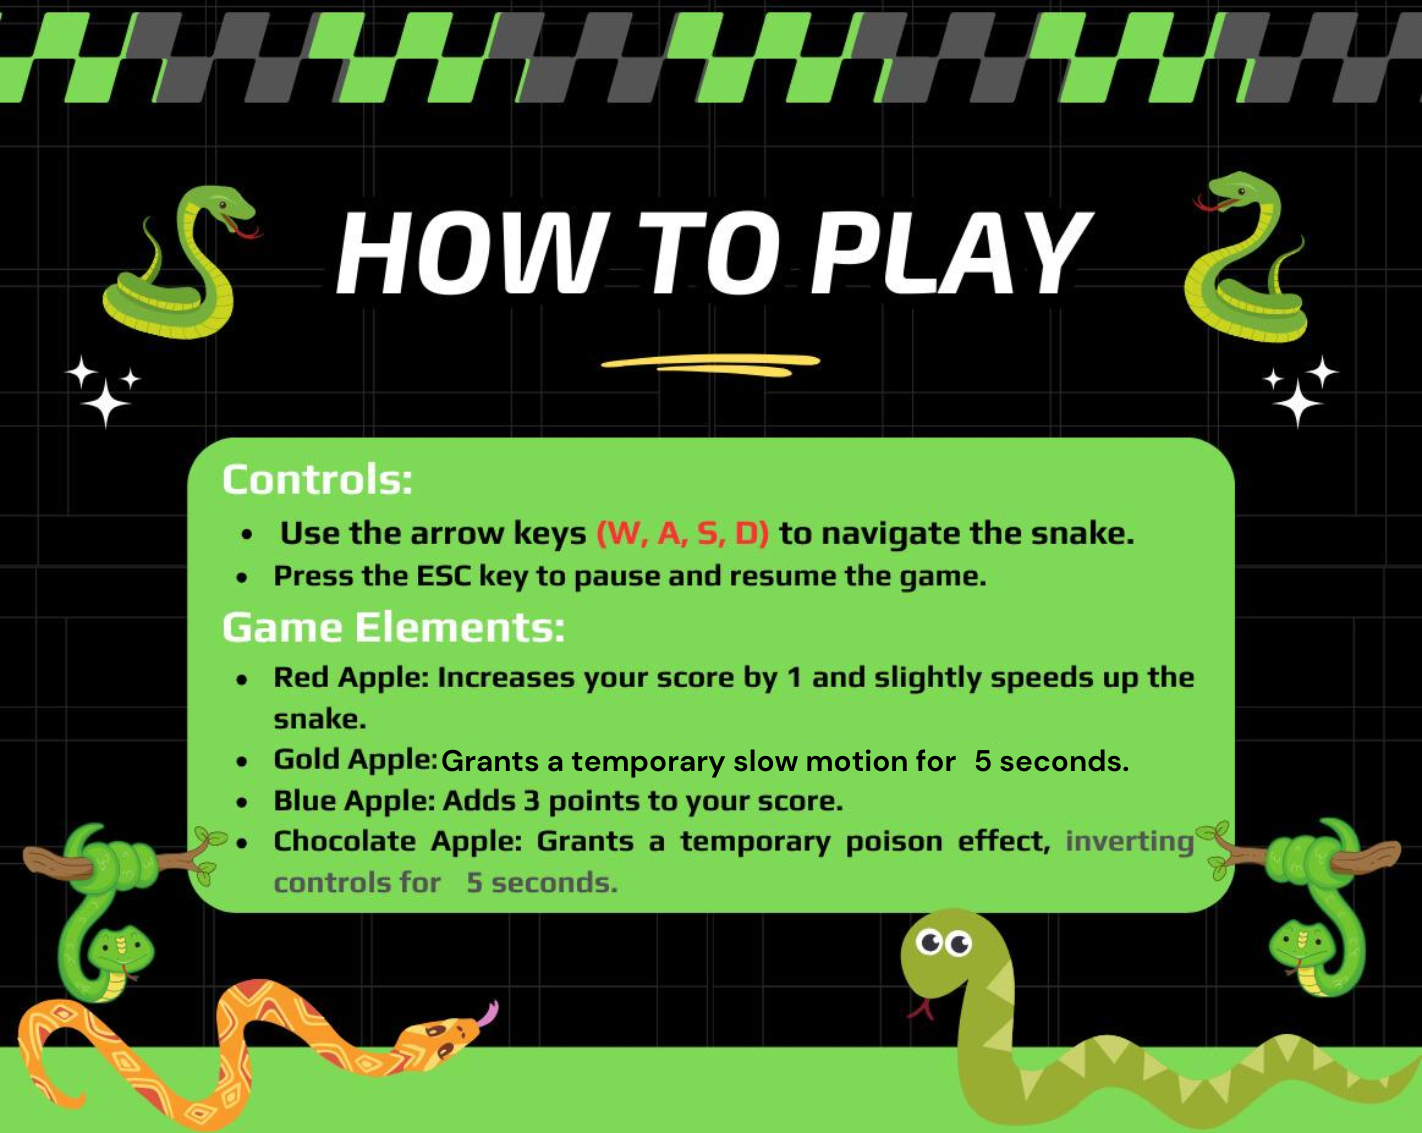 HOW TO PLAY
Controls:
• Use the arrow keys (W, A, S, D) to navigate the snake.
• Press the ESC key to pause and resume the game.
Game Elements:
• Red Apple: Increases your score by 1 and slightly speeds up the
snake.
• Gold Apple: Grants a temporary slow motion for 5 seconds.
• Blue Apple: Adds 3 points to your score.
• Chocolate Apple: Grants a temporary poison effect, inverting
controls for 5 seconds.